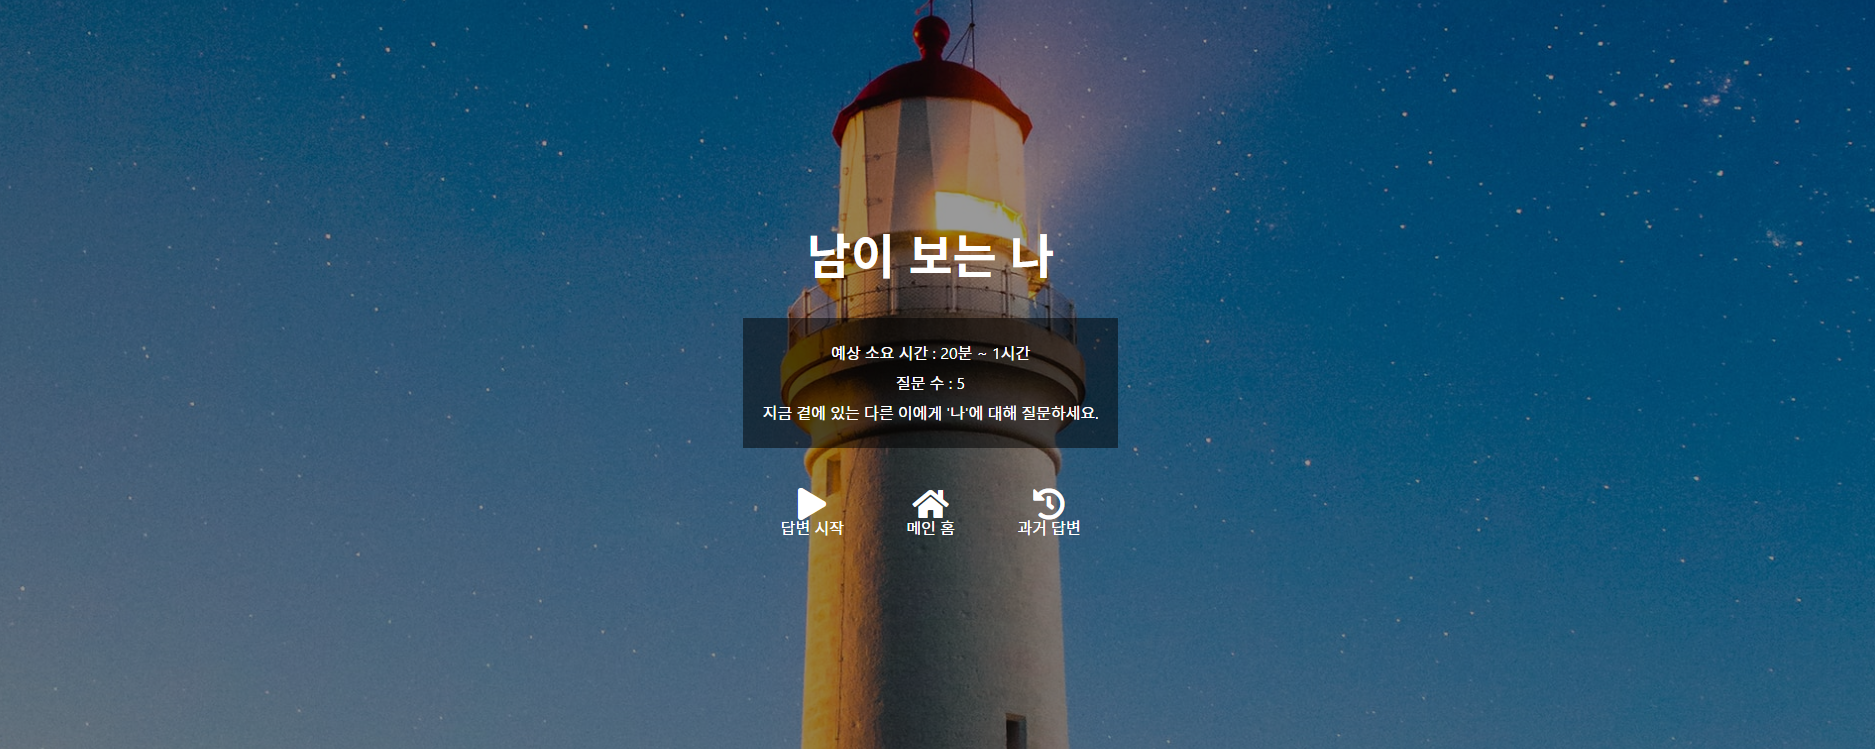 남이 보는 나
예상 소요 시간 : 20분 ~ 1시간
질문 수 : 5
지금 곁에 있는 다른 이에게 '나'에 대해 질문하세요.
답변 시작
메인 홈
과거 답변